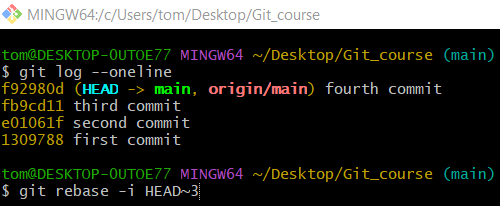 MINGW64:/c/Users/tom/Desktop/Git_course
tom@DESKTOP-OUTOE77 MINGW64 ~/Desktop/Git_course (main)
$ git log --oneline
f92980d (HEAD -> main, origin/main) fourth commit
fb9cd11 third commit
e01061f second commit
1309788 first commit
tom@DESKTOP-OUTOE77 MINGW64 ~/Desktop/Git_course (main)
$ git rebase -i HEAD~3